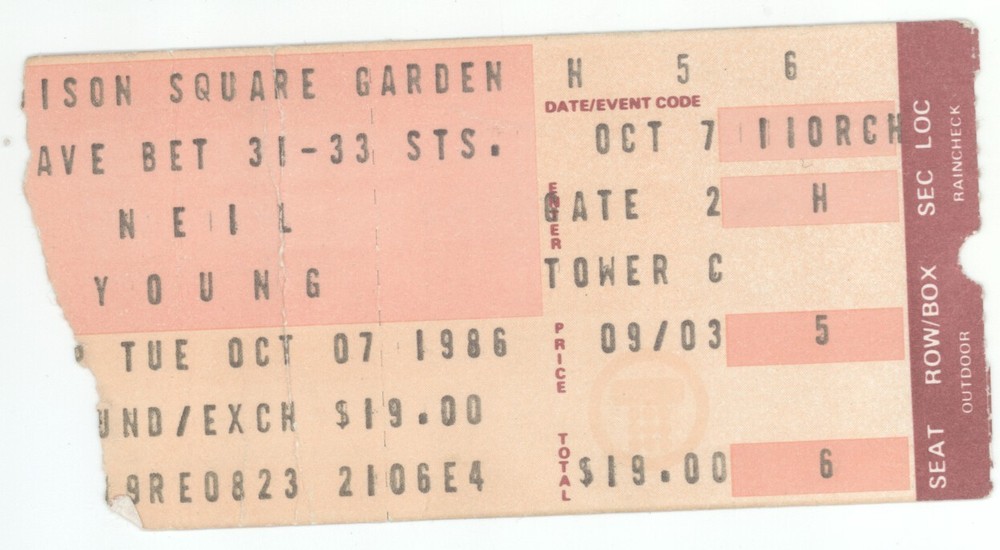 ISON SQUARE GARDEN
AVE BET 31-33 STS.
NEIL
YOUNG
TUE OCT 07 1986
UND/EXCH $19.00
9RE0823 2106E4
H 5 6
DATE/EVENT CODE
OCT 7 110RCH
ENTER
GATE 2 H
TOWER C
PRICE
09/03 5
TOTAL
$19.00 6
SEAT ROW/BOX SEC LOC
OUTDOOR RAINCHECK